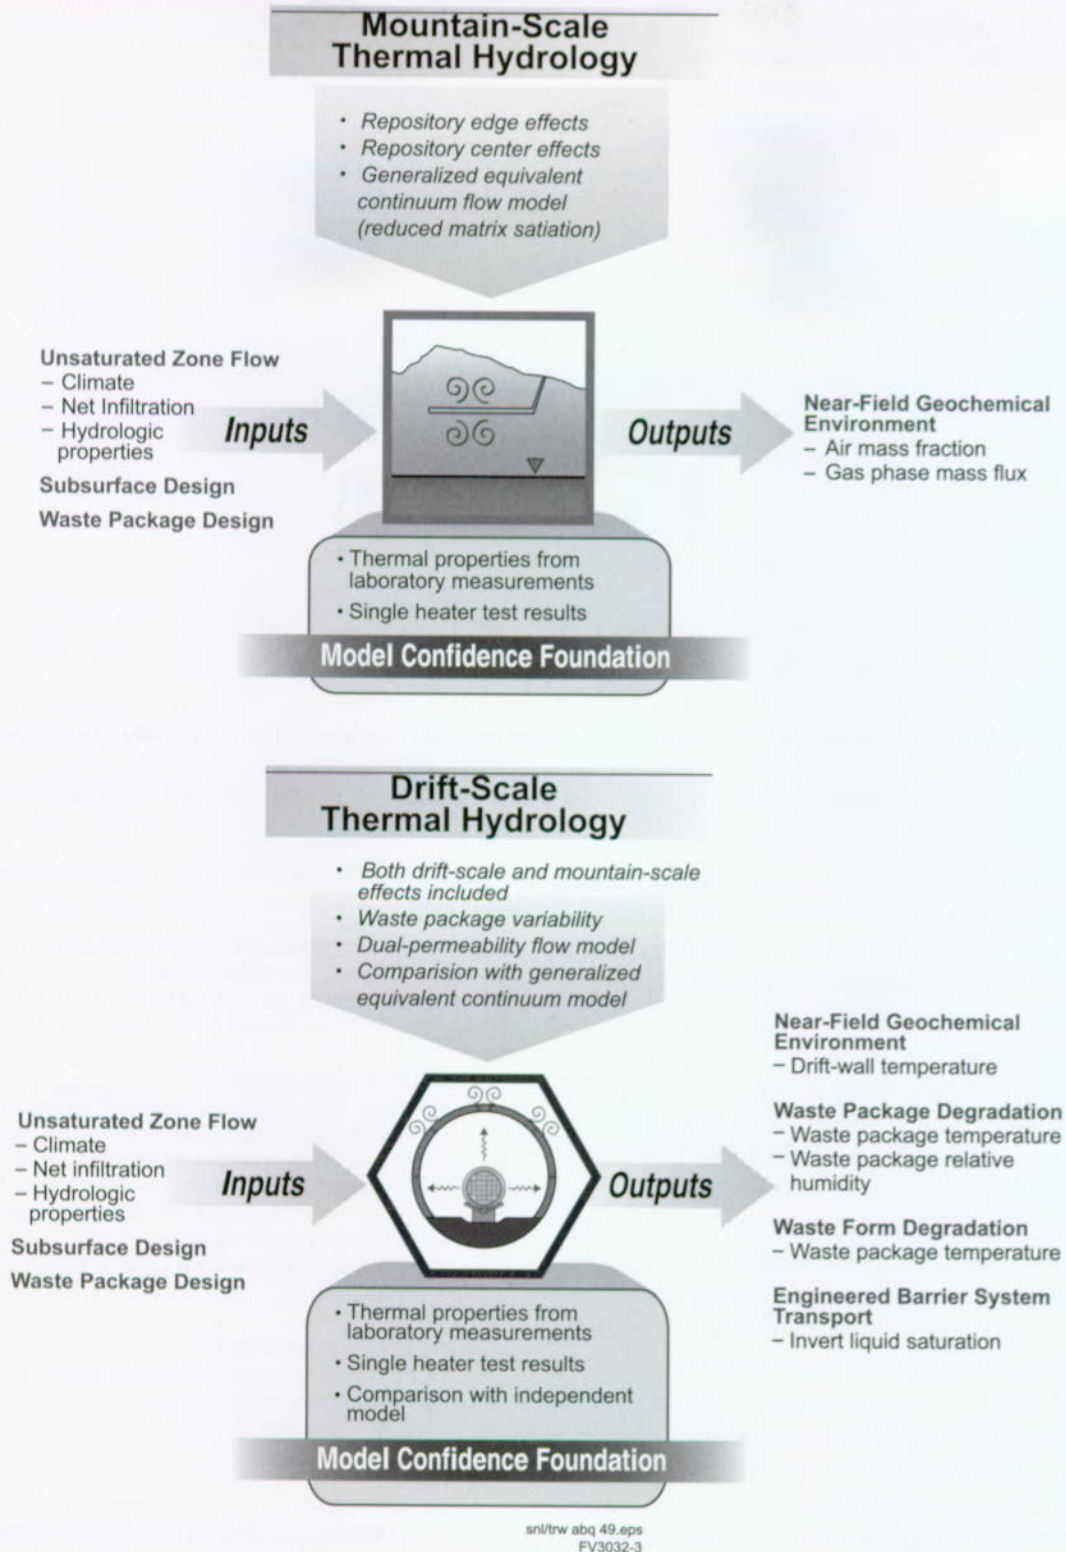 Mountain-Scale
Thermal Hydrology
• Repository edge effects
• Repository center effects
• Generalized equivalent
continuum flow model
(reduced matrix satiation)
Unsaturated Zone Flow
– Climate
– Net Infiltration
– Hydrologic
properties
Subsurface Design
Waste Package Design
Inputs
Outputs
Near-Field Geochemical
Environment
– Air mass fraction
– Gas phase mass flux
• Thermal properties from
laboratory measurements
• Single heater test results
Model Confidence Foundation
Drift-Scale
Thermal Hydrology
• Both drift-scale and mountain-scale
effects included
• Waste package variability
• Dual-permeability flow model
• Comparision with generalized
equivalent continuum model
Unsaturated Zone Flow
– Climate
– Net infiltration
– Hydrologic
properties
Subsurface Design
Waste Package Design
Inputs
Outputs
Near-Field Geochemical
Environment
– Drift-wall temperature
Waste Package Degradation
– Waste package temperature
– Waste package relative
humidity
Waste Form Degradation
– Waste package temperature
Engineered Barrier System
Transport
– Invert liquid saturation
• Thermal properties from
laboratory measurements
• Single heater test results
• Comparison with independent
model
Model Confidence Foundation
snl/trw abq 49.eps
FV3032-3